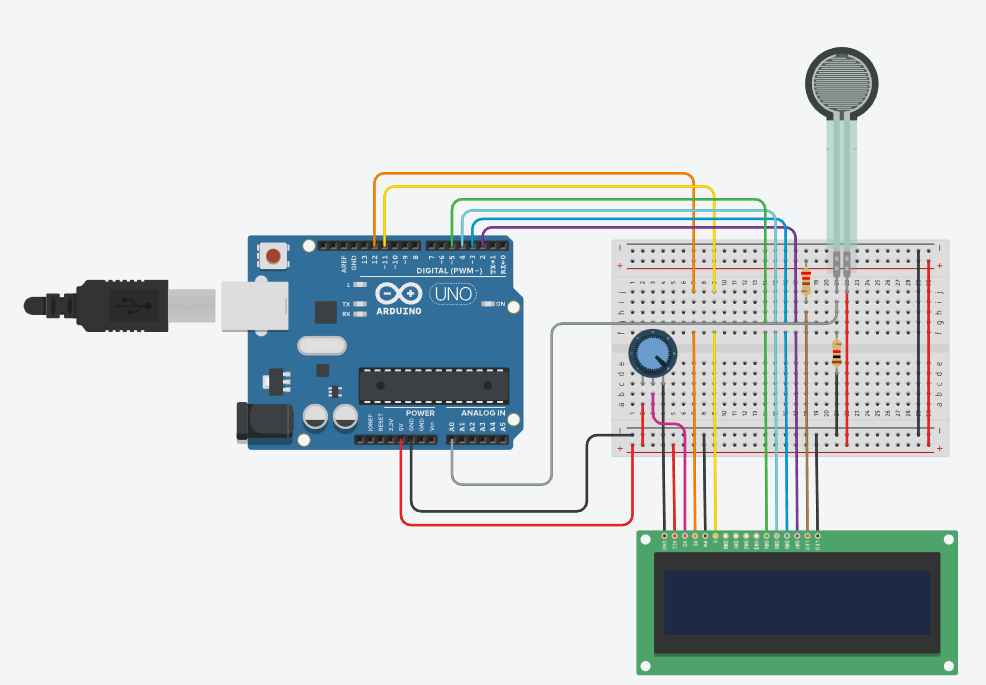 AREF
GND
13
12
~11
~10
~9
8
7
~6
~5
4
~3
2
TX→1
RX←0
DIGITAL (PWM~)
L
TX
RX
UNO
ON
ARDUINO
POWER
ANALOG IN
IOREF
RESET
3.3V
5V
GND
GND
Vin
A0
A1
A2
A3
A4
A5
j
i
h
g
f
e
d
c
b
a